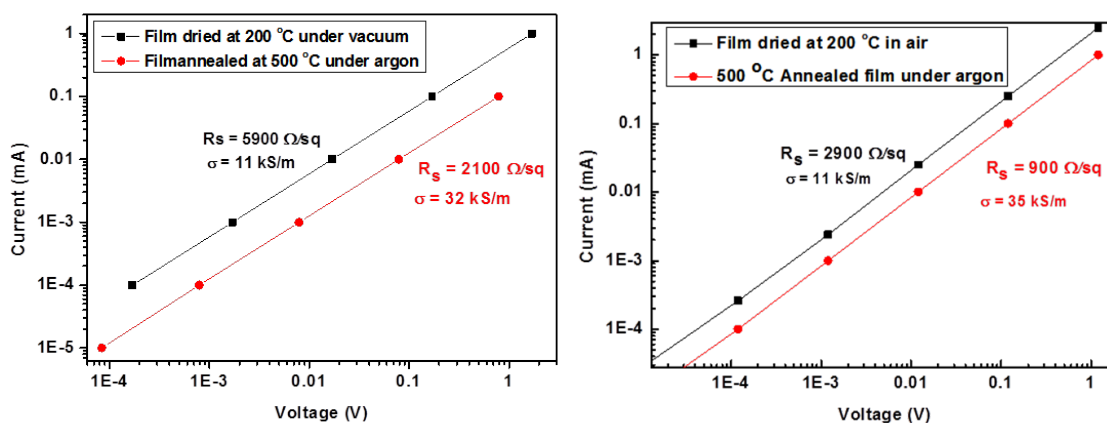 Film dried at 200 °C under vacuum
Filmannealed at 500 °C under argon
Current (mA)
1
0.1
0.01
1E-3
1E-4
1E-5
Rs = 5900 Ω/sq
σ = 11 kS/m
Rs = 2100 Ω/sq
σ = 32 kS/m
1E-4
1E-3
0.01
0.1
1
Voltage (V)
Film dried at 200 °C in air
500 °C Annealed film under argon
Current (mA)
1
0.1
0.01
1E-3
1E-4
Rs = 2900 Ω/sq
σ = 11 kS/m
Rs = 900 Ω/sq
σ = 35 kS/m
1E-4
1E-3
0.01
0.1
1
Voltage (V)